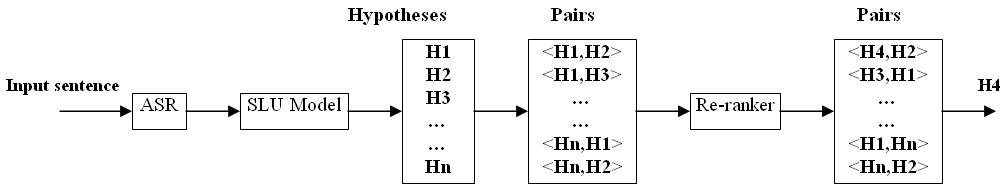 Hypotheses
Pairs
Pairs
Input sentence
ASR
SLU Model
H1
H2
H3
...
...
Hn
<H1,H2>
<H1,H3>
...
...
<Hn,H1>
<Hn,H2>
Re-ranker
<H4,H2>
<H3,H1>
...
...
<H1,Hn>
<Hn,H2>
H4